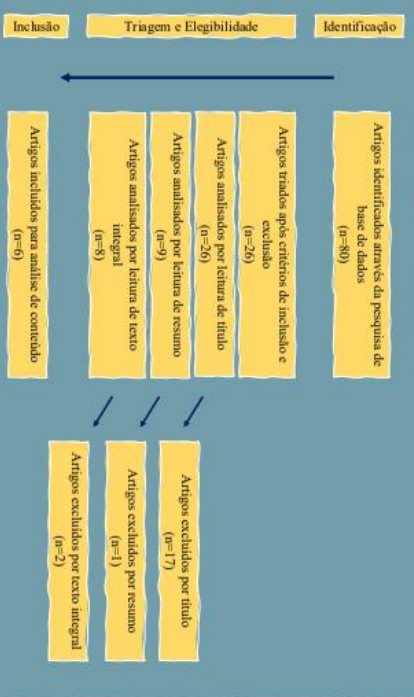 Identificação
Triagem e Elegibilidade
Inclusão
Artigos identificados através da pesquisa de
base de dados
(n=80)
Artigos triados após critérios de inclusão e
exclusão
(n=26)
Artigos analisados por leitura de título
(n=26)
Artigos analisados por leitura de resumo
(n=9)
Artigos analisados por leitura de texto
integral
(n=8)
Artigos incluídos para análise de conteúdo
(n=6)
Artigos excluídos por título
(n=17)
Artigos excluídos por resumo
(n=1)
Artigos excluídos por texto integral
(n=2)